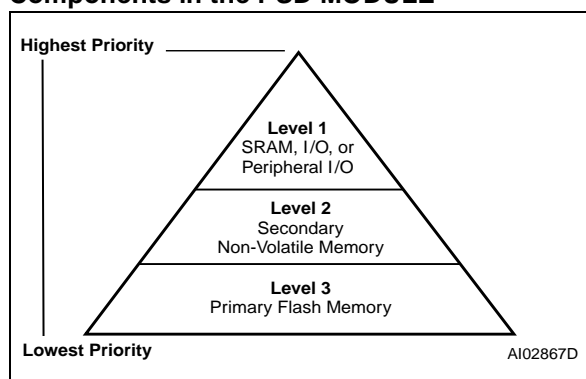 Components in the PSD MODULE
Highest Priority
Level 1
SRAM, I/O, or
Peripheral I/O
Level 2
Secondary
Non-Volatile Memory
Level 3
Primary Flash Memory
Lowest Priority
AI02867D